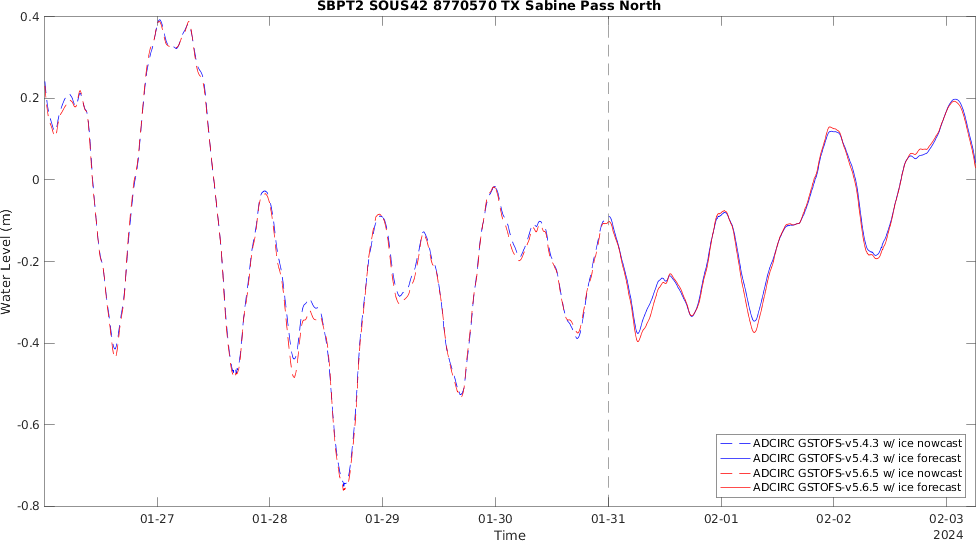 SBPT2 SOUS42 8770570 TX Sabine Pass North
0.4
0.2
0
-0.2
-0.4
-0.6
-0.8
Water Level (m)
01-27
01-28
01-29
01-30
01-31
02-01
02-02
02-03
Time
2024
ADCIRC GSTOFS-v5.4.3 w/ ice nowcast
ADCIRC GSTOFS-v5.4.3 w/ ice forecast
ADCIRC GSTOFS-v5.6.5 w/ ice nowcast
ADCIRC GSTOFS-v5.6.5 w/ ice forecast